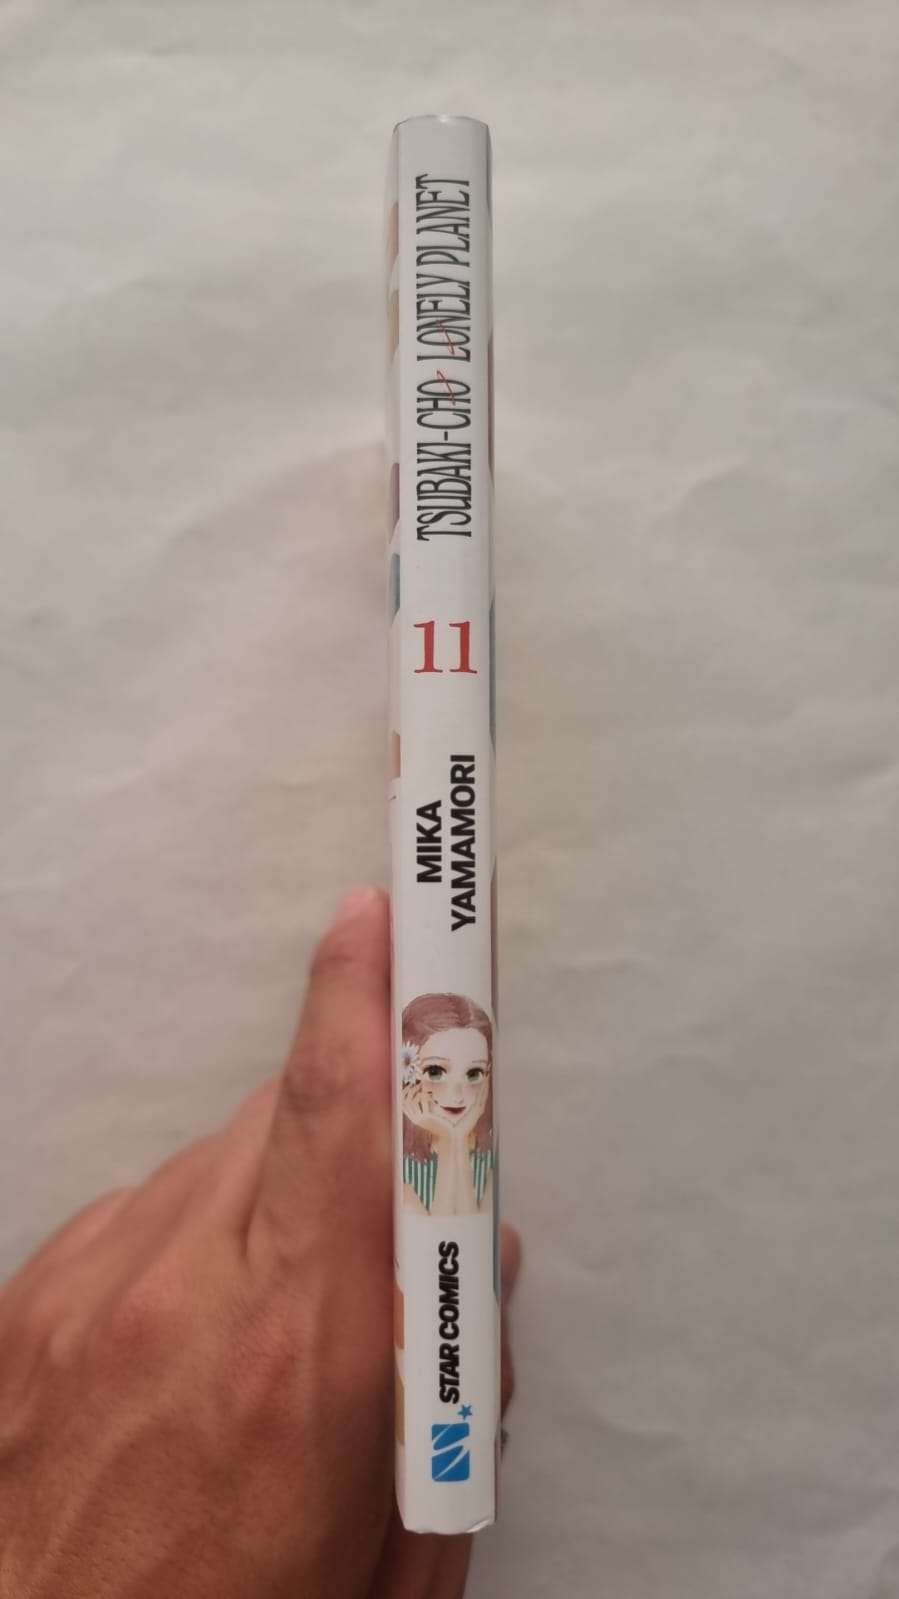 TSUBAKI-CHO LONELY PLANET
11
MIKA
YAMAMORI
STAR COMICS